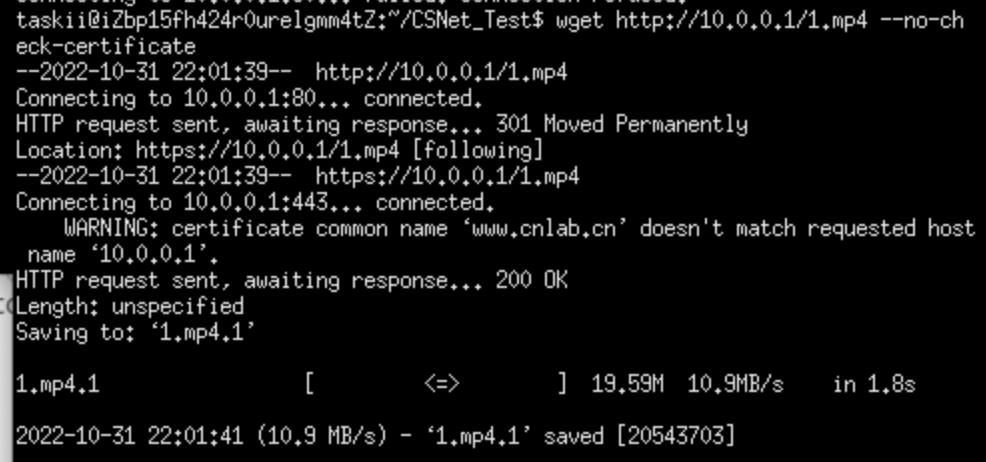 taskii@iZbp15fh424r0urelgmm4tZ:~/CSNet_Test$ wget http://10.0.0.1/1.mp4 --no-ch
eck-certificate
--2022-10-31 22:01:39--  http://10.0.0.1/1.mp4
Connecting to 10.0.0.1:80... connected.
HTTP request sent, awaiting response... 301 Moved Permanently
Location: https://10.0.0.1/1.mp4 [following]
--2022-10-31 22:01:39--  https://10.0.0.1/1.mp4
Connecting to 10.0.0.1:443... connected.
    WARNING: certificate common name ‘www.cnlab.cn’ doesn't match requested host
 name ‘10.0.0.1’.
HTTP request sent, awaiting response... 200 OK
Length: unspecified
Saving to: ‘1.mp4.1’
1.mp4.1                 [         <=>        ]  19.59M  10.9MB/s    in 1.8s
2022-10-31 22:01:41 (10.9 MB/s) - ‘1.mp4.1’ saved [20543703]